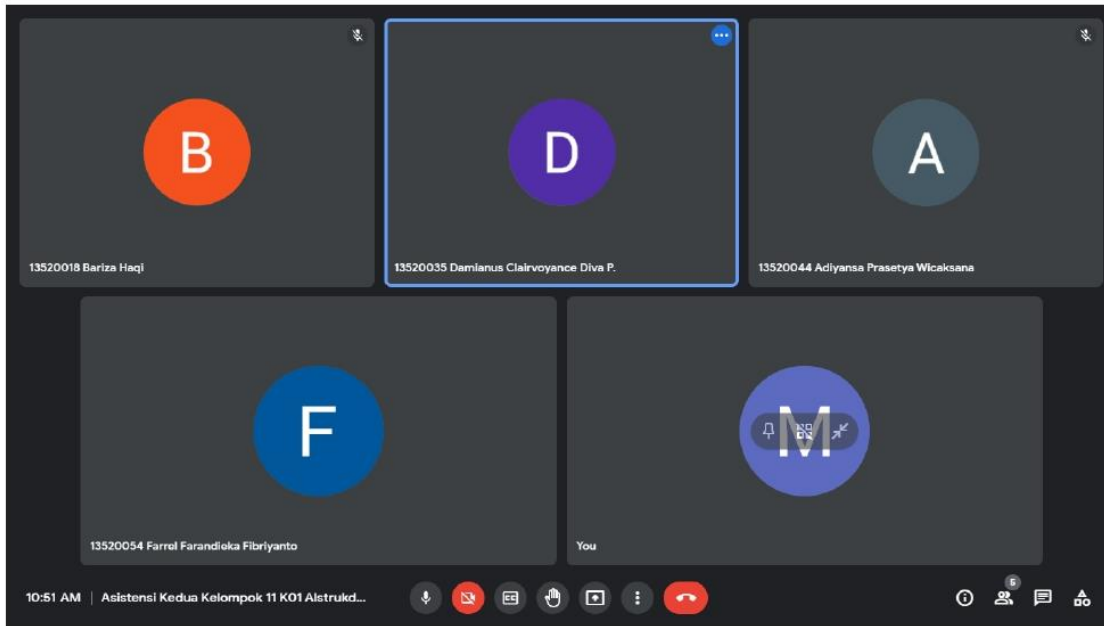 B
D
A
13520018 Bariza Haqi
13520035 Damianus Clairvoyance Diva P.
13520044 Adiyansa Prasetya Wicaksana
F
M
13520054 Farrel Farandieka Fibriyanto
You
5
10:51 AM | Asistensi Kedua Kelompok 11 K01 Alstrukd...